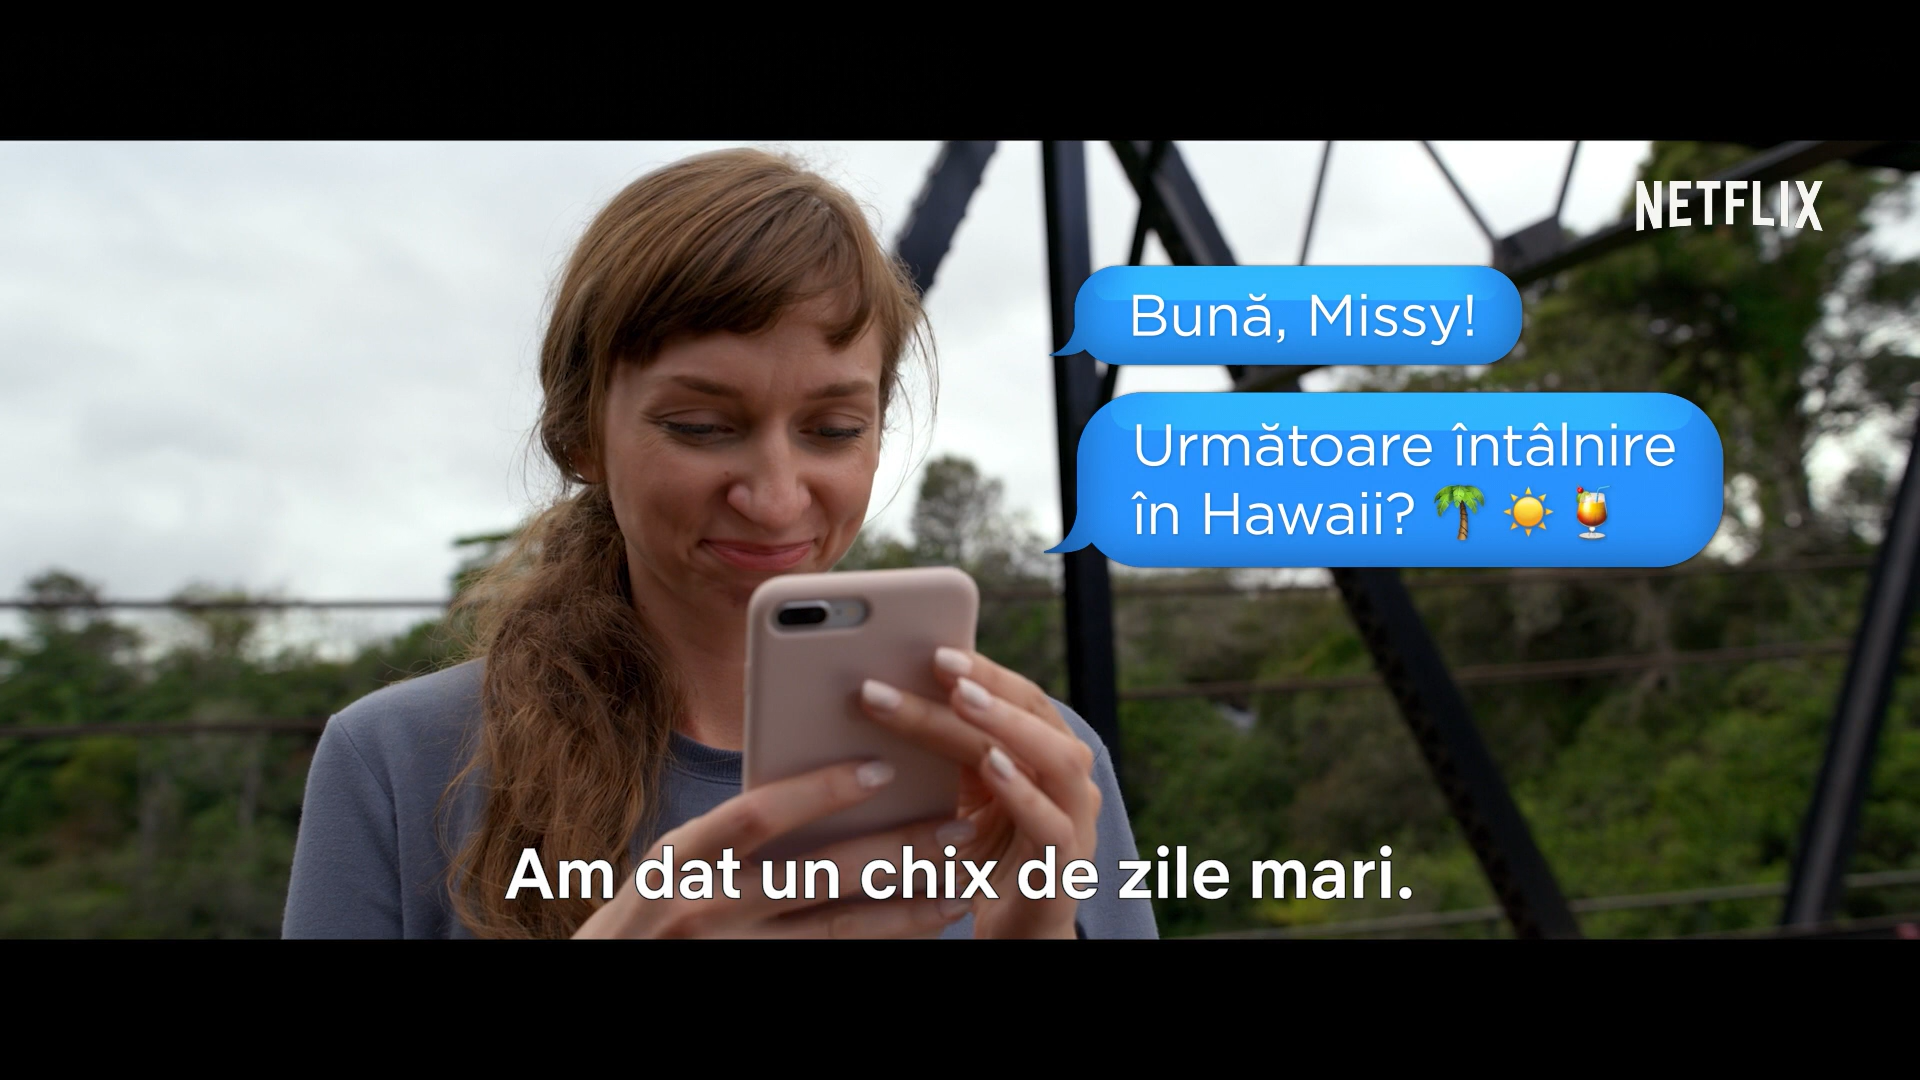 NETFLIX
Bună, Missy!
Următoare întâlnire
în Hawaii? 🌴 ☀️ 🍹
Am dat un chix de zile mari.